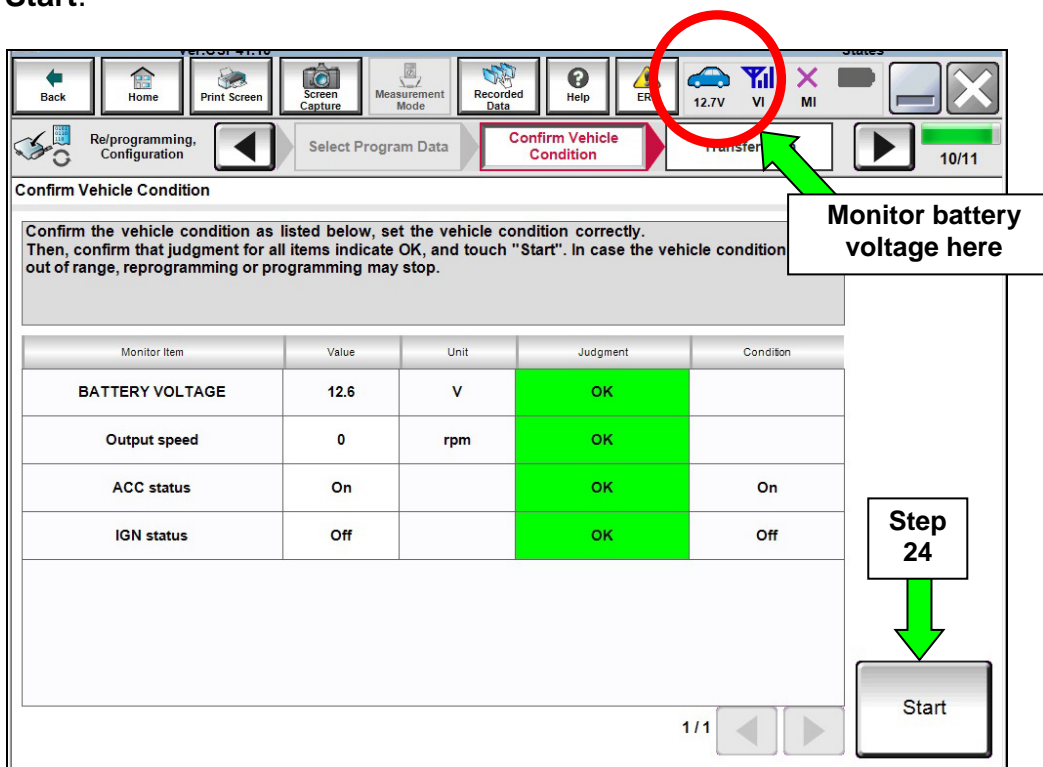 Start.
Back
Home
Print Screen
Screen
Capture
Measurement
Mode
Recorded
Data
Help
12.7V
VI
MI
Re/programming,
Configuration
Select Program Data
Confirm Vehicle
Condition
10/11
Confirm Vehicle Condition
Monitor battery
voltage here
Confirm the vehicle condition as listed below, set the vehicle condition correctly.
Then, confirm that judgment for all items indicate OK, and touch "Start". In case the vehicle condition
out of range, reprogramming or programming may stop.
Monitor Item Value Unit Judgment Condition
BATTERY VOLTAGE 12.6 V OK
Output speed 0 rpm OK
ACC status On OK On
IGN status Off OK Off
Step
24
Start
1/1